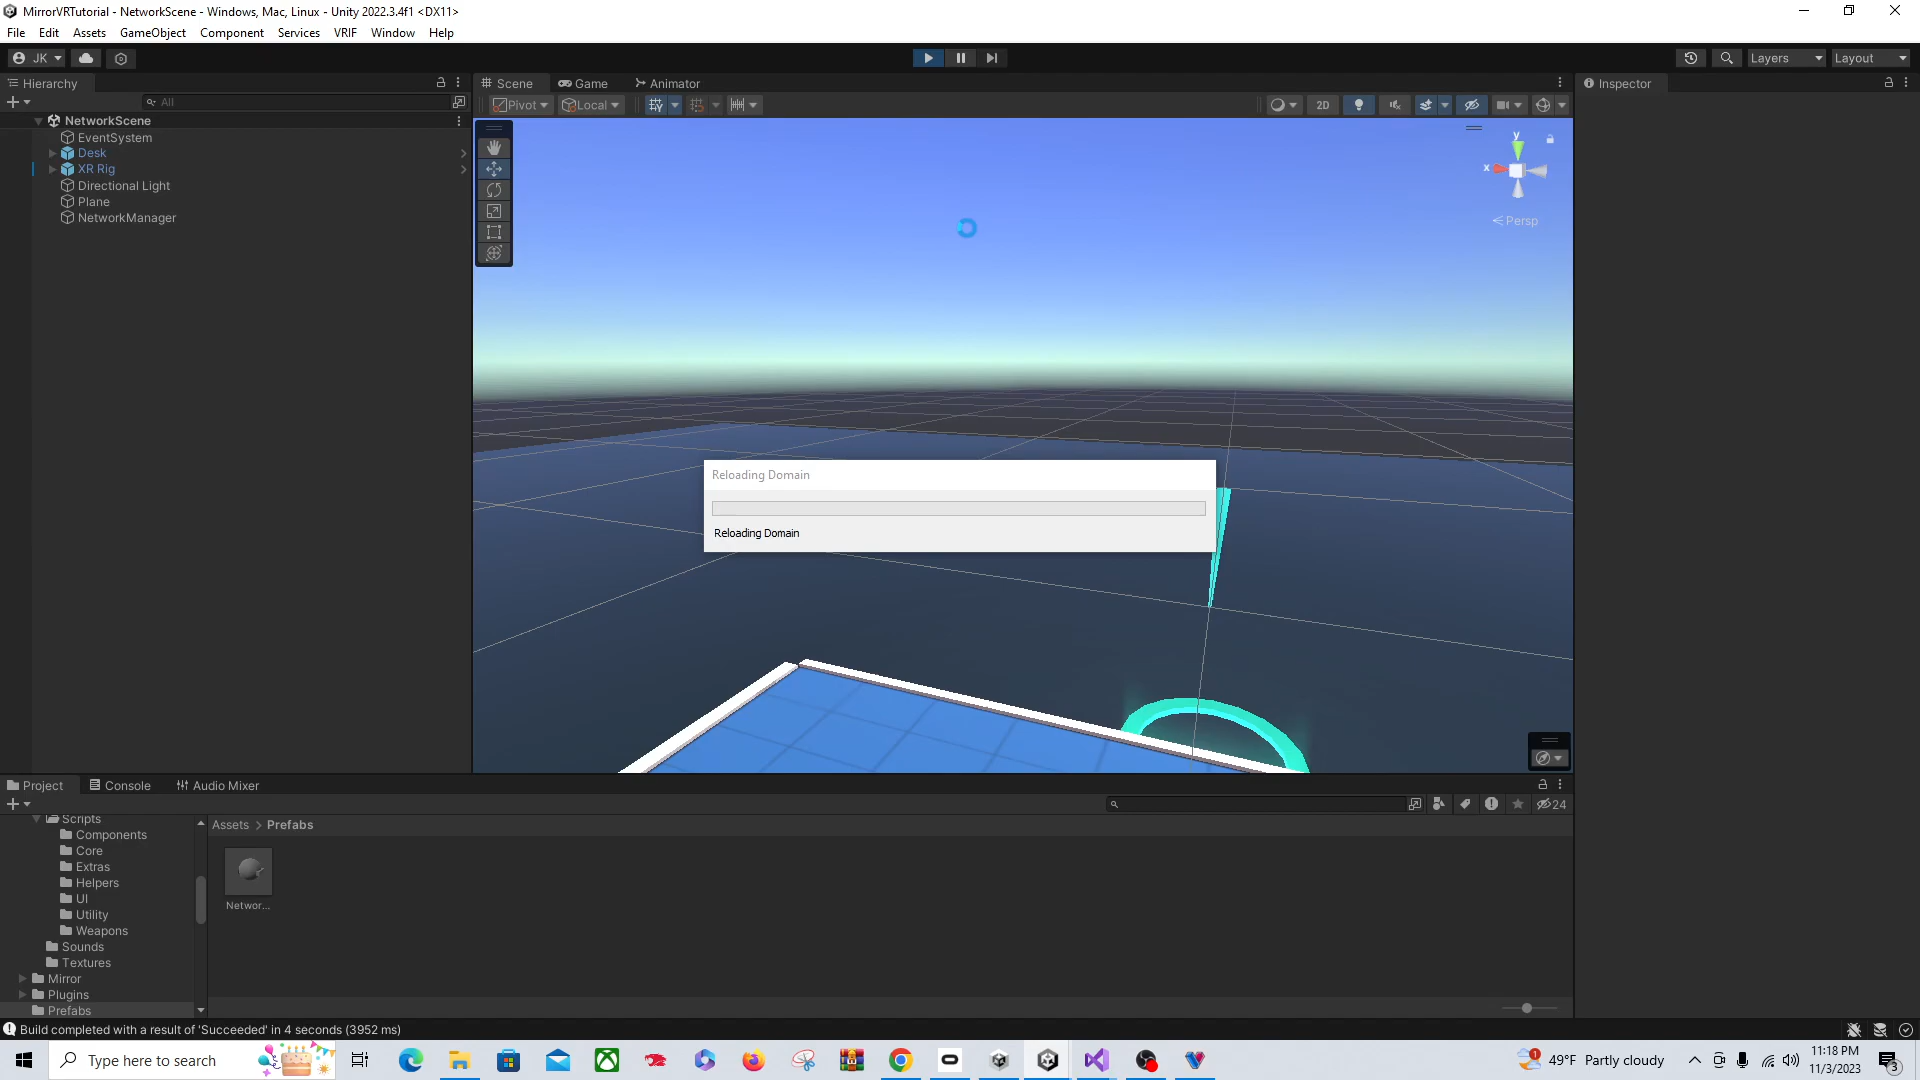 MirrorVRTutorial - NetworkScene - Windows, Mac, Linux - Unity 2022.3.4f1 <DX11>
File Edit Assets GameObject Component Services VRIF Window Help
JK Layers Layout
Hierarchy
All
NetworkScene
EventSystem
Desk
XR Rig
Directional Light
Plane
NetworkManager
Scene Game Animator
Pivot Local 2D
y
x
Persp
Inspector
Reloading Domain
Reloading Domain
Project Console Audio Mixer
24
Scripts
Components
Core
Extras
Helpers
UI
Utility
Weapons
Sounds
Textures
Mirror
Plugins
Prefabs
Assets > Prefabs
Networ...
Build completed with a result of 'Succeeded' in 4 seconds (3952 ms)
Type here to search
1
49°F Partly cloudy
11:18 PM
11/3/2023
3